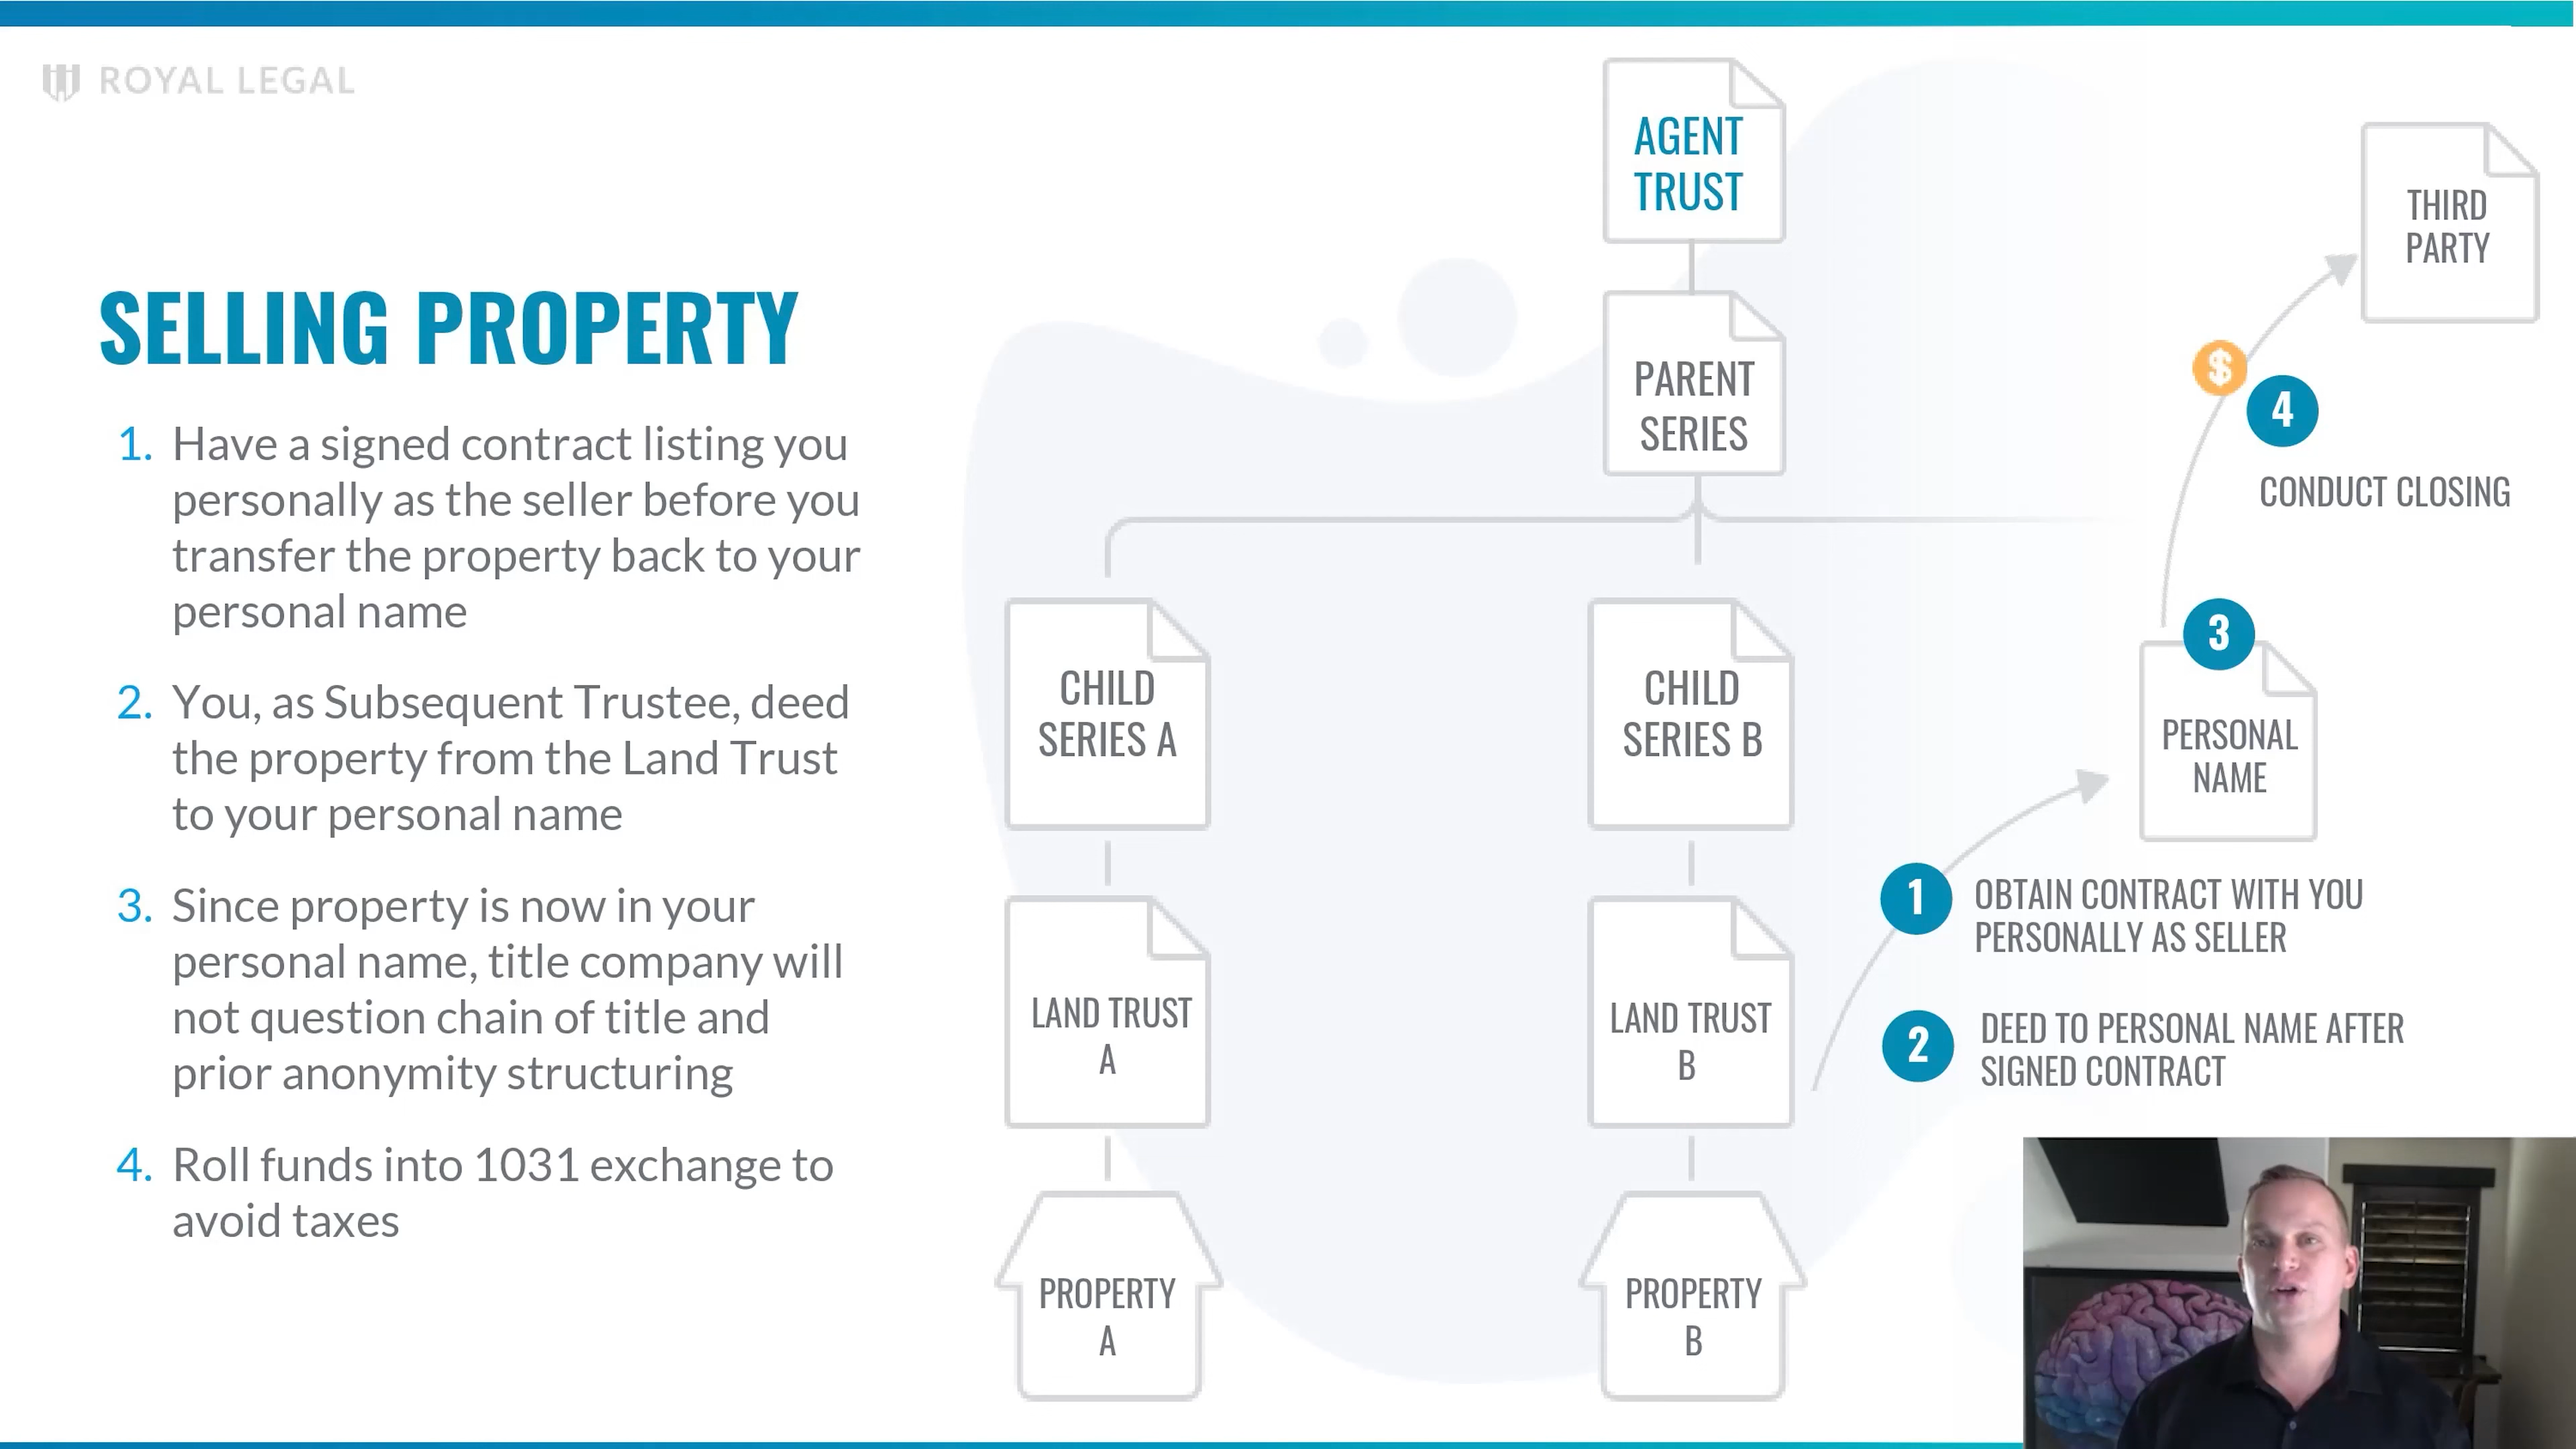 ROYAL LEGAL
SELLING PROPERTY
1. Have a signed contract listing you
personally as the seller before you
transfer the property back to your
personal name
2. You, as Subsequent Trustee, deed
the property from the Land Trust
to your personal name
3. Since property is now in your
personal name, title company will
not question chain of title and
prior anonymity structuring
4. Roll funds into 1031 exchange to
avoid taxes
AGENT
TRUST
PARENT
SERIES
CHILD
SERIES A
CHILD
SERIES B
LAND TRUST
A
LAND TRUST
B
PROPERTY
A
PROPERTY
B
THIRD
PARTY
$
4
CONDUCT CLOSING
3
PERSONAL
NAME
1
OBTAIN CONTRACT WITH YOU
PERSONALLY AS SELLER
2
DEED TO PERSONAL NAME AFTER
SIGNED CONTRACT